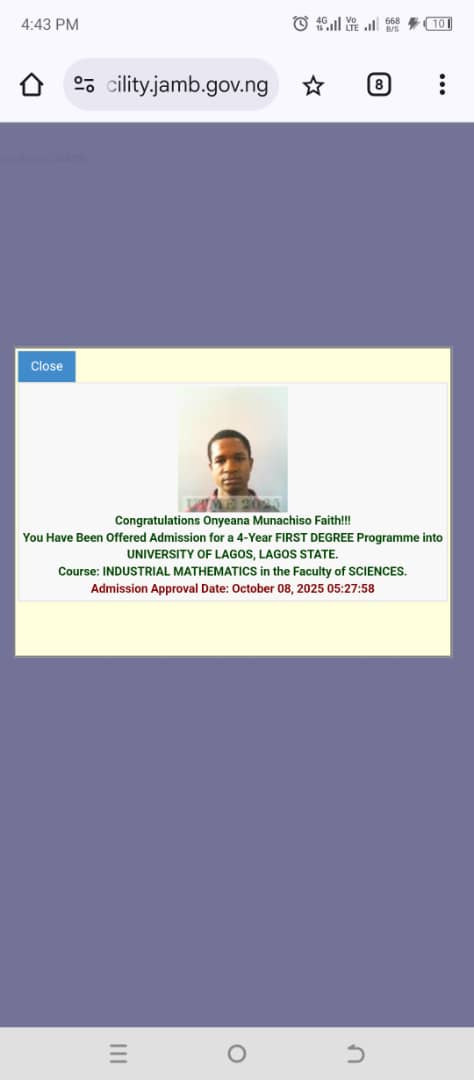 4:43 PM
4G
Vo
LTE
668
B/S
10
cility.jamb.gov.ng
8
Close
UTME 2025
Congratulations Onyeana Munachiso Faith!!!
You Have Been Offered Admission for a 4-Year FIRST DEGREE Programme into
UNIVERSITY OF LAGOS, LAGOS STATE.
Course: INDUSTRIAL MATHEMATICS in the Faculty of SCIENCES.
Admission Approval Date: October 08, 2025 05:27:58